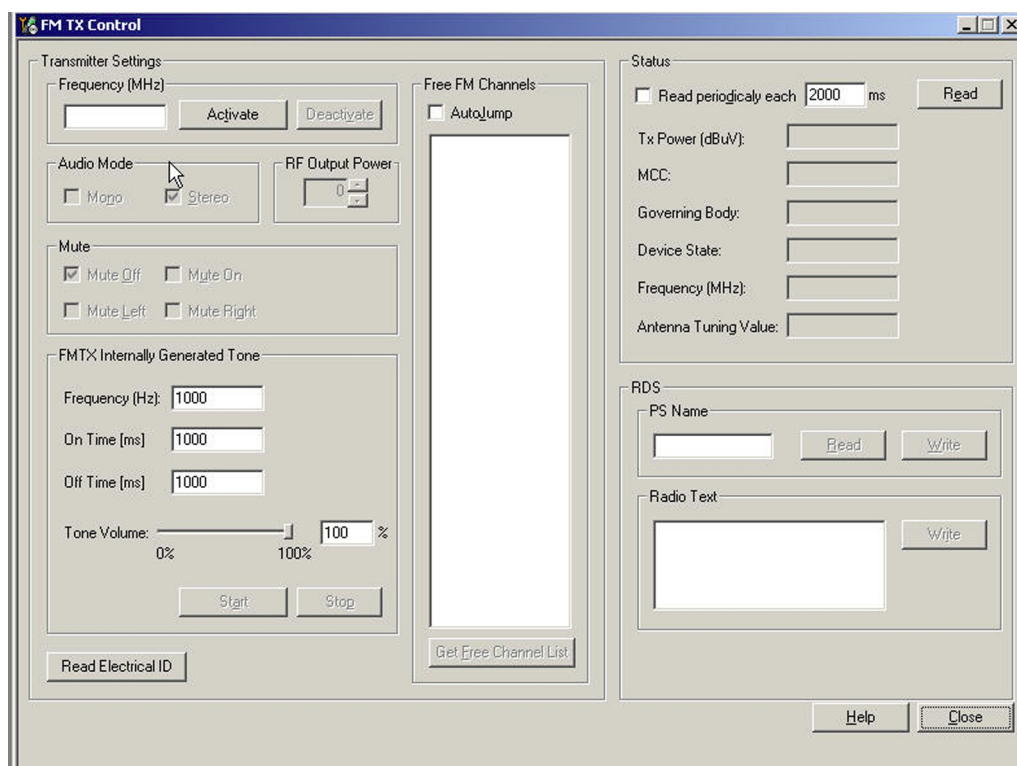 FM TX Control
Transmitter Settings
Frequency (MHz)
Activate
Deactivate
Audio Mode
Mono
Stereo
RF Output Power
0
Mute
Mute Off
Mute On
Mute Left
Mute Right
FMTX Internally Generated Tone
Frequency (Hz): 1000
On Time [ms] 1000
Off Time [ms] 1000
Tone Volume: 100 %
0% 100%
Start
Stop
Read Electrical ID
Free FM Channels
AutoJump
Get Free Channel List
Status
Read periodicaly each 2000 ms
Read
Tx Power (dBuV):
MCC:
Governing Body:
Device State:
Frequency (MHz):
Antenna Tuning Value:
RDS
PS Name
Read
Write
Radio Text
Write
Help
Close